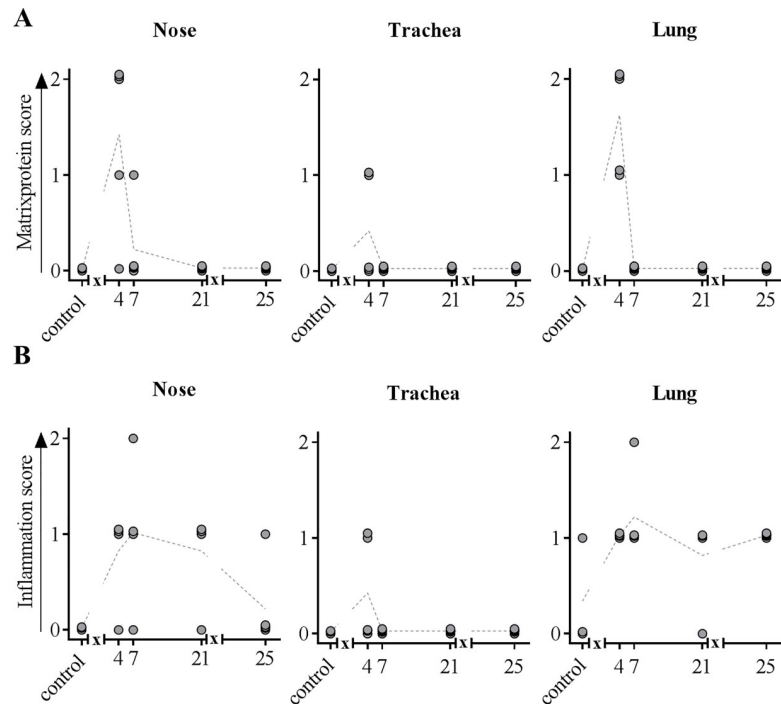 A
Nose
Trachea
Lung
Matrixprotein score
2
1
0
control
x
4 7
21
x
25
2
1
0
control
x
4 7
21
x
25
2
1
0
control
x
4 7
21
x
25
B
Nose
Trachea
Lung
Inflammation score
2
1
0
control
x
4 7
21
x
25
2
1
0
control
x
4 7
21
x
25
2
1
0
control
x
4 7
21
x
25